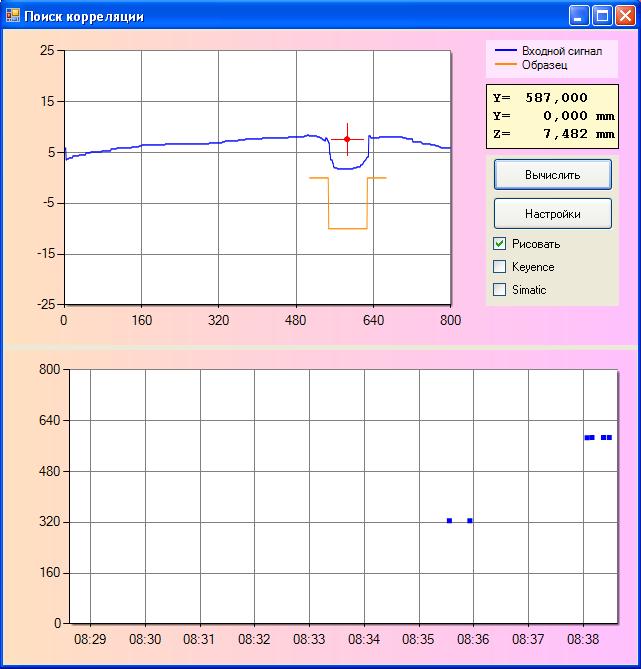 Поиск корреляции
25
15
5
-5
-15
-25
0 160 320 480 640 800
Входной сигнал
Образец
Y= 587,000
Y= 0,000 mm
Z= 7,482 mm
Вычислить
Настройки
Рисовать
Keyence
Simatic
800
640
480
320
160
0
08:29 08:30 08:31 08:32 08:33 08:34 08:35 08:36 08:37 08:38